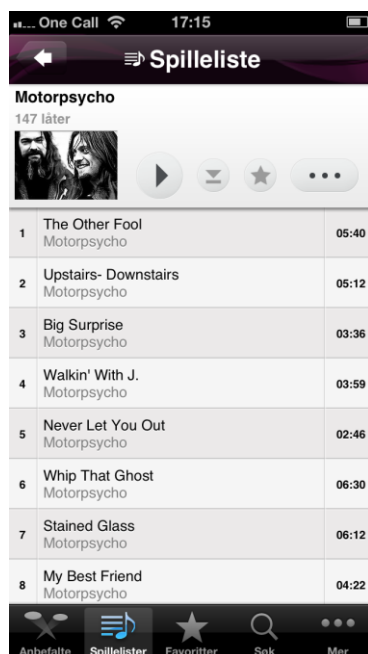 ... One Call 17:15
Spilleliste
Motorpsycho
147 låter
1 The Other Fool 05:40
Motorpsycho
2 Upstairs- Downstairs 05:12
Motorpsycho
3 Big Surprise 03:36
Motorpsycho
4 Walkin' With J. 03:59
Motorpsycho
5 Never Let You Out 02:46
Motorpsycho
6 Whip That Ghost 06:30
Motorpsycho
7 Stained Glass 06:12
Motorpsycho
8 My Best Friend 04:22
Motorpsycho
Anbefalte Spillelister Favoritter Søk Mer